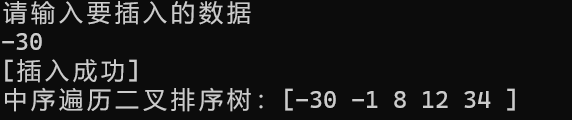 请输入要插入的数据
-30
[插入成功]
中序遍历二叉排序树：[-30 -1 8 12 34 ]